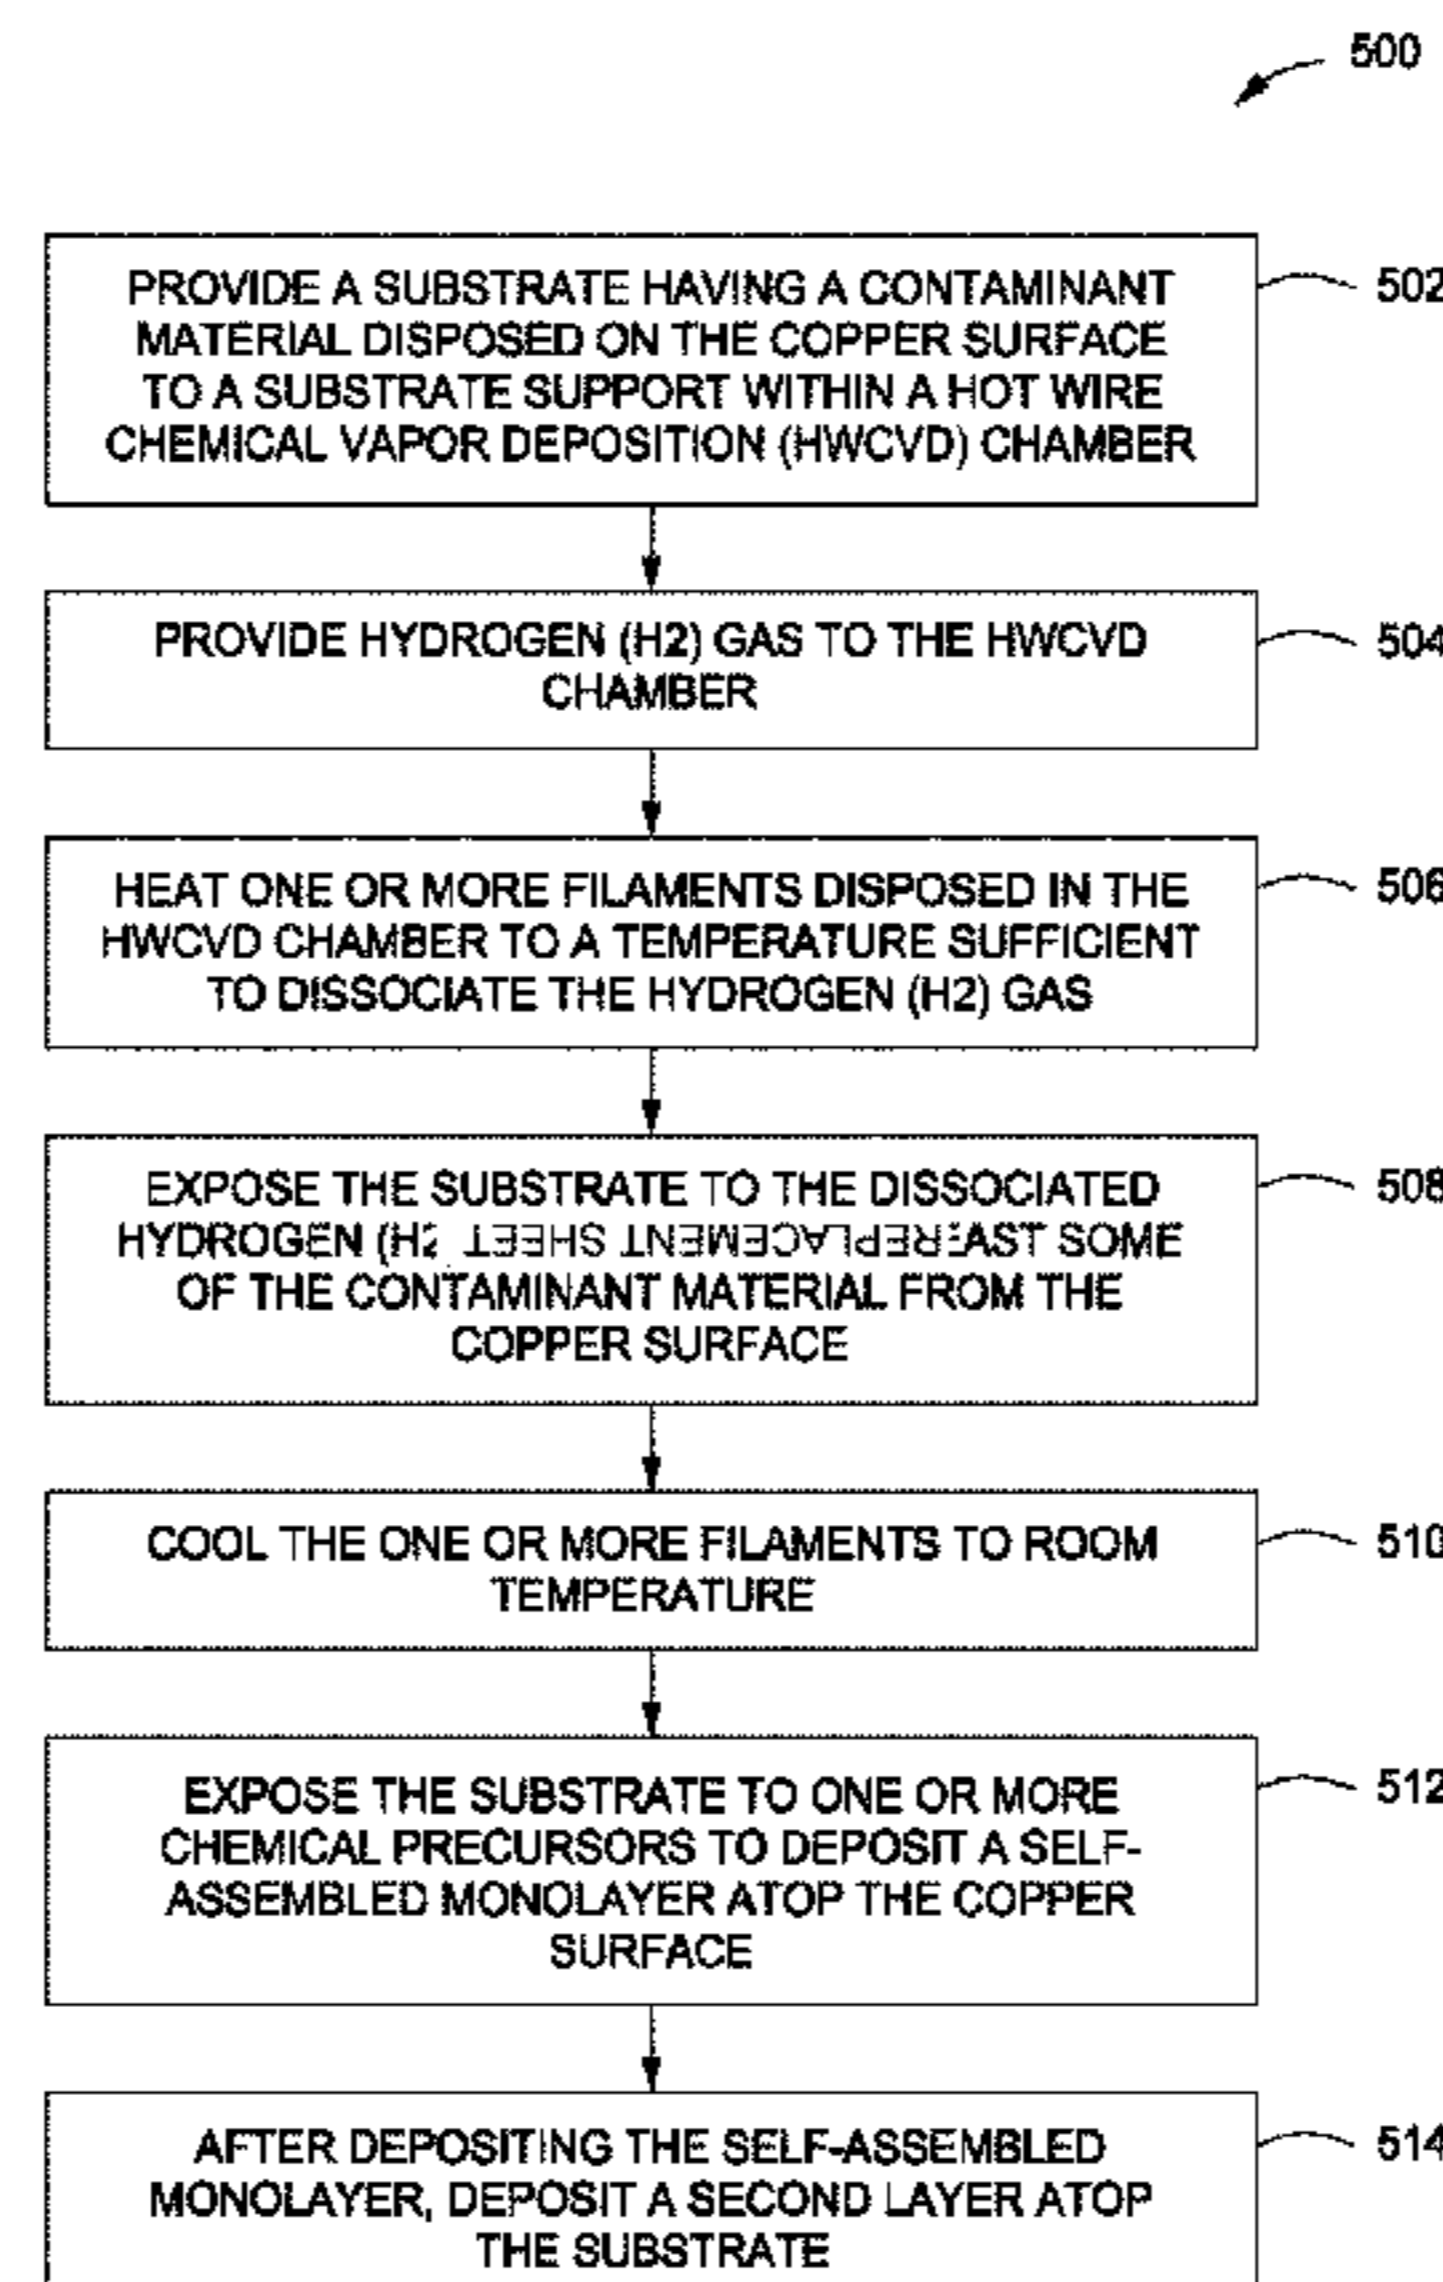 500
PROVIDE A SUBSTRATE HAVING A CONTAMINANT
MATERIAL DISPOSED ON THE COPPER SURFACE
TO A SUBSTRATE SUPPORT WITHIN A HOT WIRE
CHEMICAL VAPOR DEPOSITION (HWCVD) CHAMBER
502
PROVIDE HYDROGEN (H2) GAS TO THE HWCVD
CHAMBER
504
HEAT ONE OR MORE FILAMENTS DISPOSED IN THE
HWCVD CHAMBER TO A TEMPERATURE SUFFICIENT
TO DISSOCIATE THE HYDROGEN (H2) GAS
506
EXPOSE THE SUBSTRATE TO THE DISSOCIATED
HYDROGEN REPLACEMENT SHEET SOME
OF THE CONTAMINANT MATERIAL FROM THE
COPPER SURFACE
508
COOL THE ONE OR MORE FILAMENTS TO ROOM
TEMPERATURE
510
EXPOSE THE SUBSTRATE TO ONE OR MORE
CHEMICAL PRECURSORS TO DEPOSIT A SELF-
ASSEMBLED MONOLAYER ATOP THE COPPER
SURFACE
512
AFTER DEPOSITING THE SELF-ASSEMBLED
MONOLAYER, DEPOSIT A SECOND LAYER ATOP
THE SUBSTRATE
514